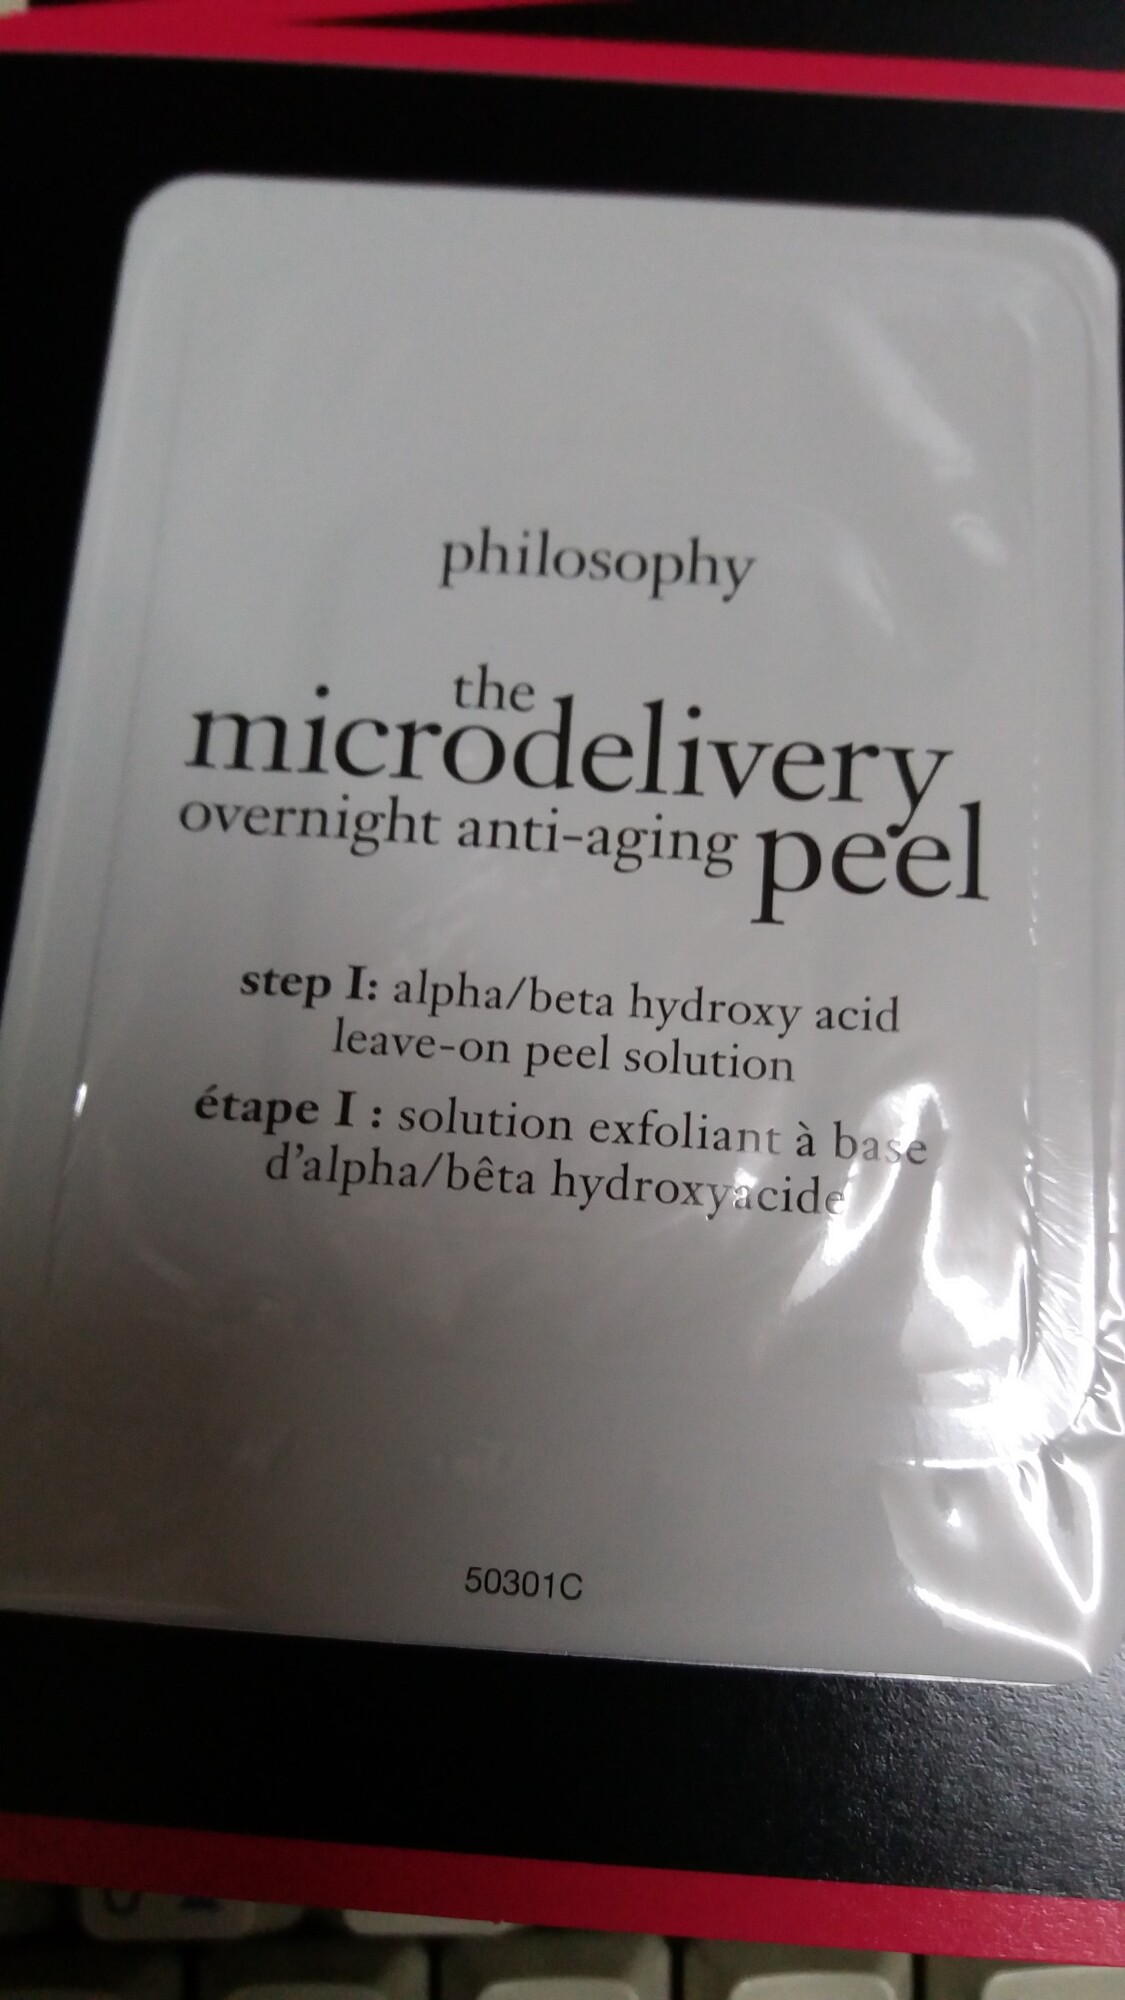 philosophy
the
microdelivery
overnight anti-aging peel
step I: alpha/beta hydroxy acid
leave-on peel solution
étape I : solution exfoliant à base
d'alpha/bêta hydroxyacide
50301C